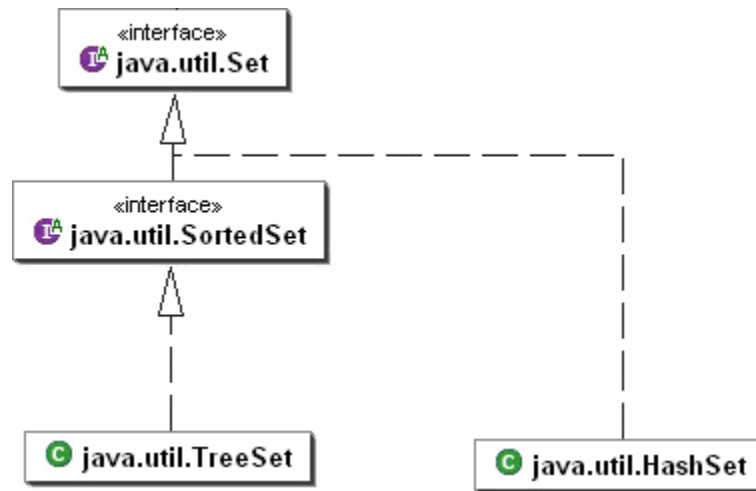 «interface»
java.util.Set
«interface»
java.util.SortedSet
java.util.TreeSet
java.util.HashSet